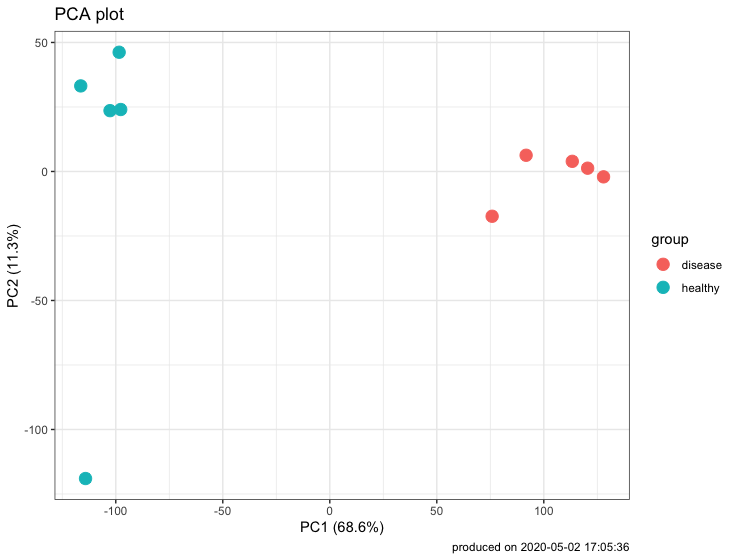 PCA plot
50
0
-50
-100
PC2 (11.3%)
-100
-50
0
50
100
PC1 (68.6%)
group
disease
healthy
produced on 2020-05-02 17:05:36